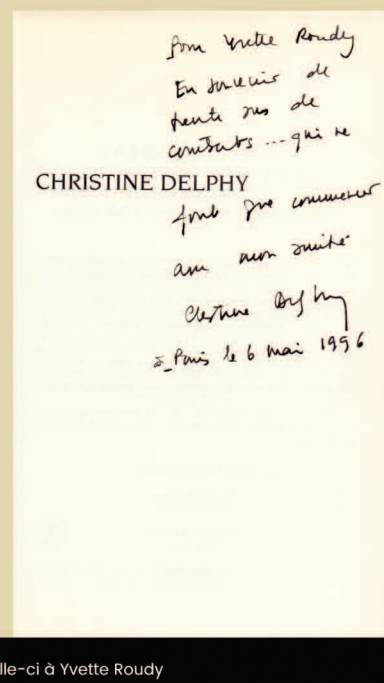 Pour Yvette Roudy
En souvenir de
trente ans de
combats ... qui ne
CHRISTINE DELPHY
font que commencer
avec mon amitié
Christine Delphy
à Paris le 6 mai 1996
lle-ci à Yvette Roudy